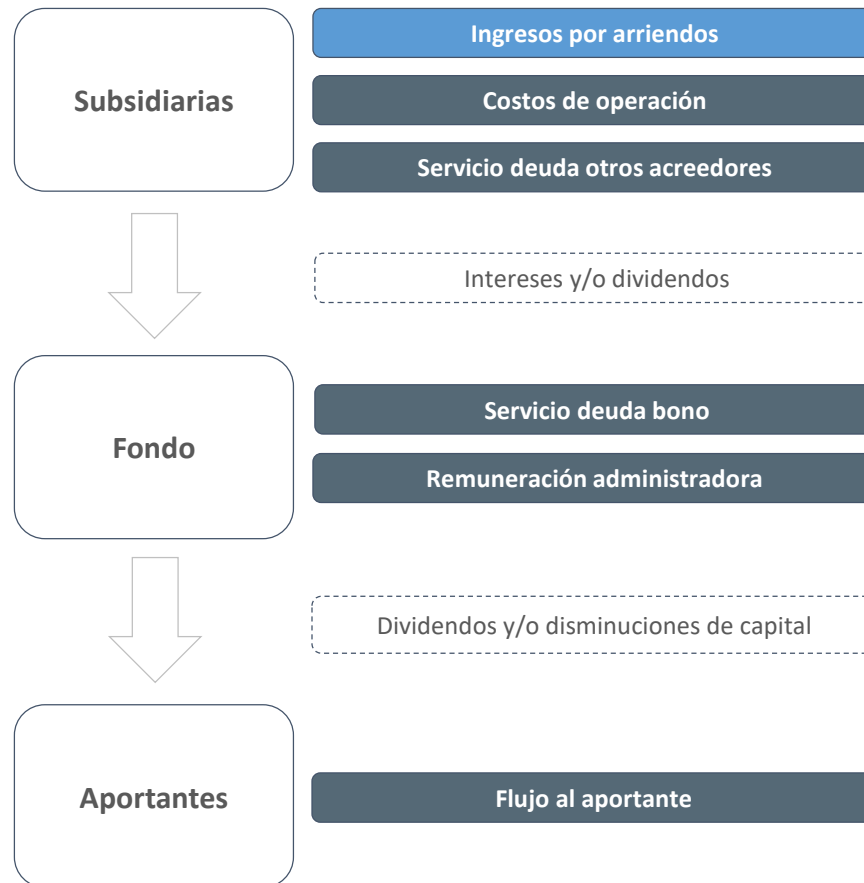 Ingresos por arriendos
Subsidiarias
Costos de operación
Servicio deuda otros acreedores
Intereses y/o dividendos
Servicio deuda bono
Fondo
Remuneración administradora
Dividendos y/o disminuciones de capital
Aportantes
Flujo al aportante